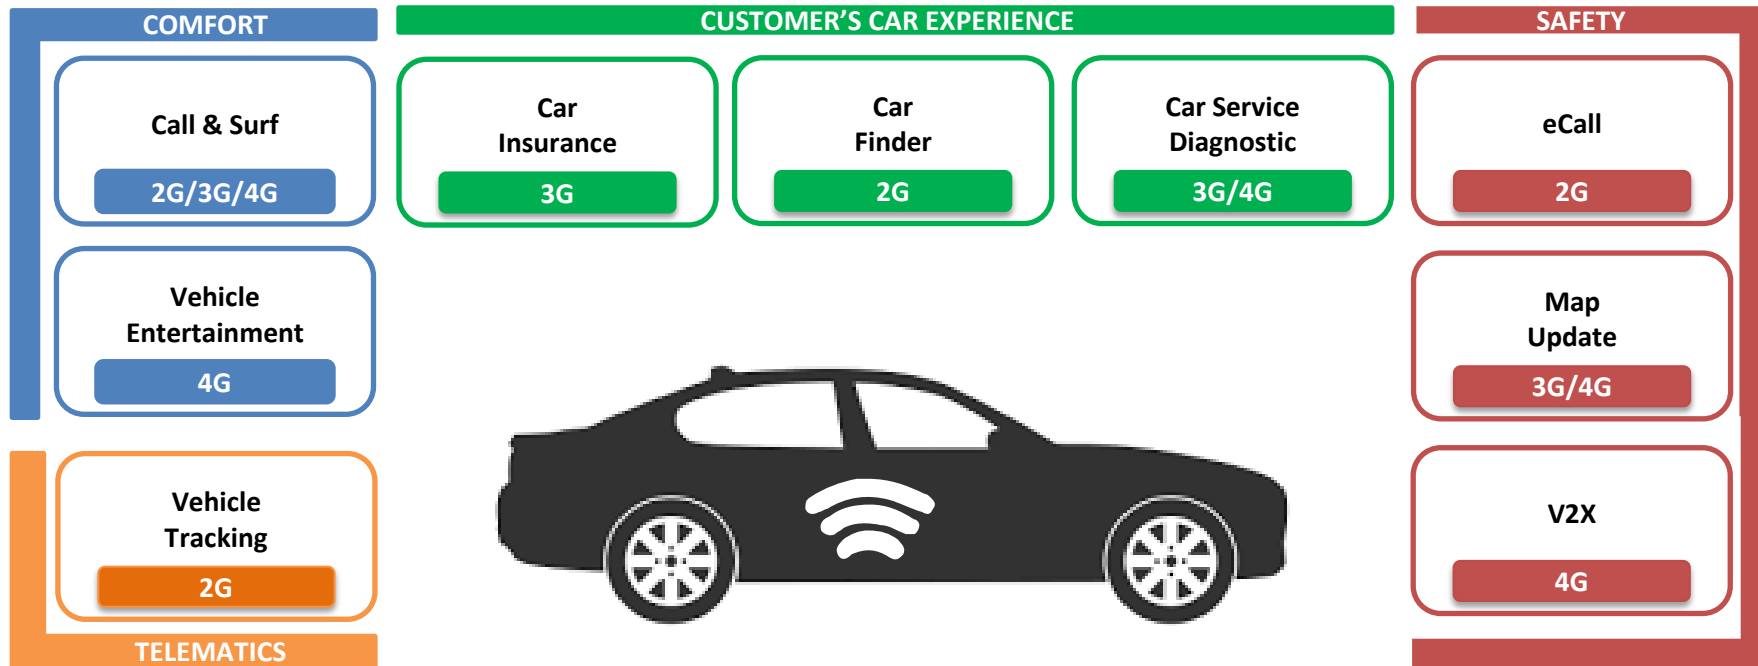 COMFORT
Call & Surf
2G/3G/4G
Vehicle
Entertainment
4G
Vehicle
Tracking
2G
TELEMATICS
CUSTOMER’S CAR EXPERIENCE
Car
Insurance
3G
Car
Finder
2G
Car Service
Diagnostic
3G/4G
SAFETY
eCall
2G
Map
Update
3G/4G
V2X
4G